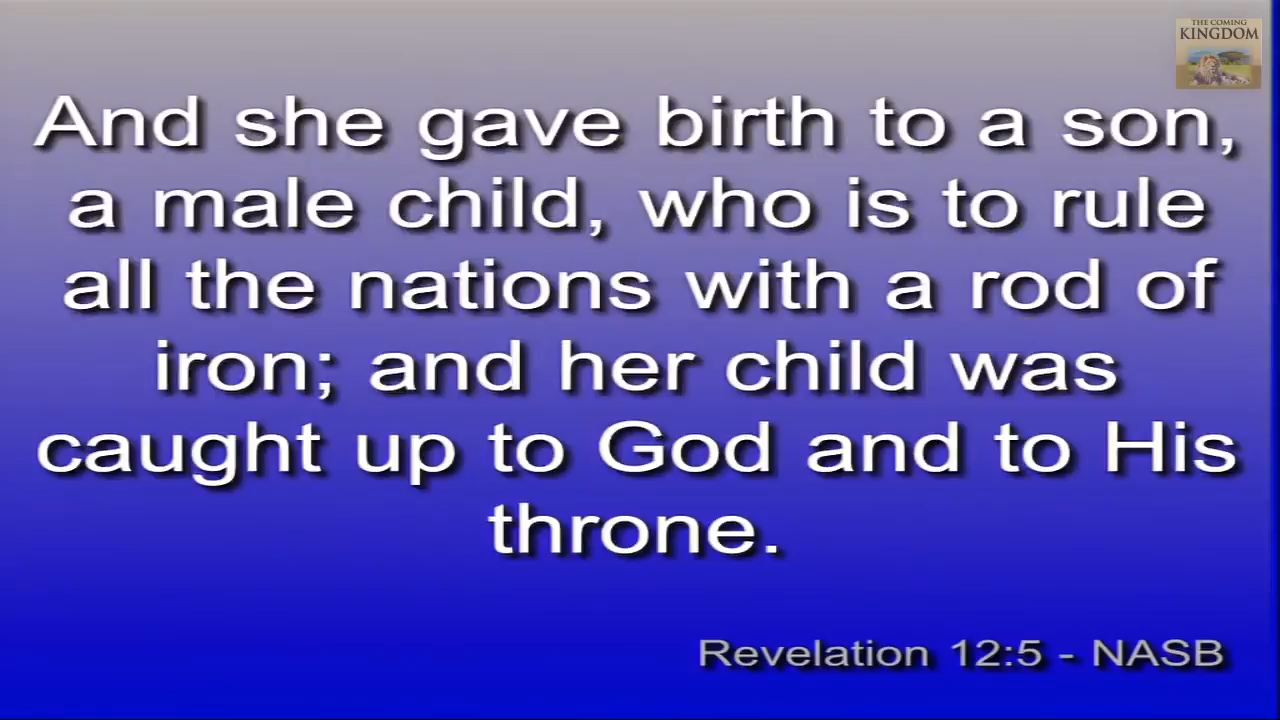 THE COMING
KINGDOM
And she gave birth to a son,
a male child, who is to rule
all the nations with a rod of
iron; and her child was
caught up to God and to His
throne.
Revelation 12:5 - NASB